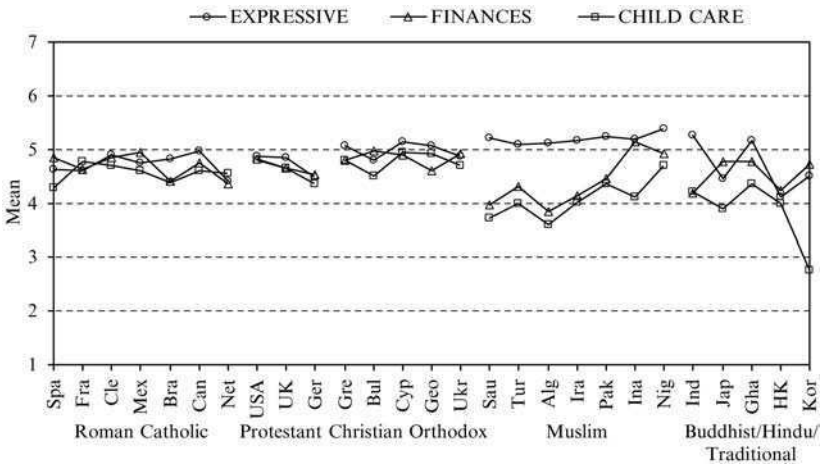 EXPRESSIVE FINANCES CHILD CARE
7
6
5
4
3
2
1
Mean
Spa Fra Cle Mex Bra Can Net USA UK Ger Gre Bul Cyp Geo Ukr Sau Tur Alg Ira Pak Ina Nig Ind Jap Gha HK Kor
Roman Catholic Protestant Christian Orthodox Muslim Buddhist/Hindu/
Traditional